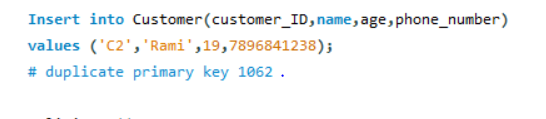 Insert into Customer(customer_ID,name,age,phone_number)
values ('C2','Rami',19,7896841238);
# duplicate primary key 1062 .